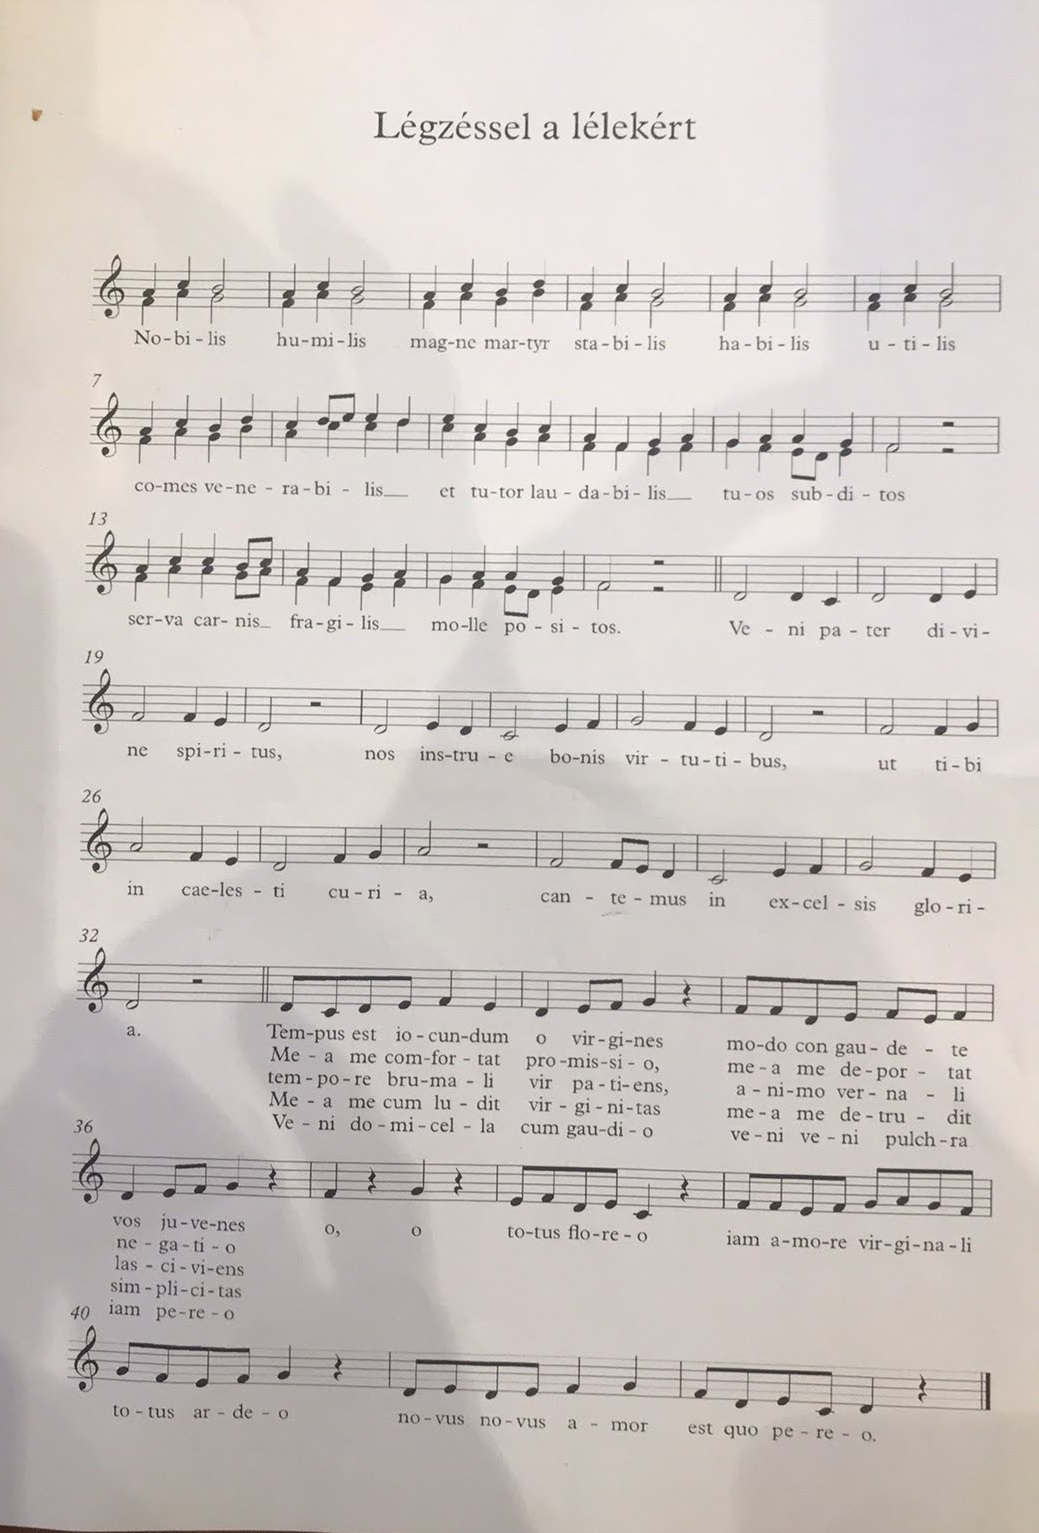 Légzéssel a lélekért
No-bi-lis hu-mi-lis mag-ne mar-tyr sta-bi-lis ha-bi-lis u-ti-lis
7
co-mes ve-ne-ra-bi-lis__ et tu-tor lau-da-bi-lis__ tu-os sub-di-tos
13
ser-va car-nis_ fra-gi-lis__ mo-lle po-si-tos. Ve-ni pa-ter di-vi-
19
ne spi-ri-tus, nos ins-tru-e bo-nis vir-tu-ti-bus, ut ti-bi
26
in cae-les-ti cu-ri-a, can-te-mus in ex-cel-sis glo-ri-
32
a. Tem-pus est io-cun-dum o vir-gi-nes mo-do con gau-de-te
Me-a me com-for-tat pro-mis-si-o, me-a me de-por-tat
tem-po-re bru-ma-li vir pa-ti-ens, a-ni-mo ver-na-li
Me-a me cum lu-dit vir-gi-ni-tas me-a me de-tru-dit
Ve-ni do-mi-cel-la cum gau-di-o ve-ni ve-ni pulch-ra
36
vos ju-ve-nes o, o to-tus flo-re-o iam a-mo-re vir-gi-na-li
ne-ga-ti-o
las-ci-vi-ens
sim-pli-ci-tas
iam pe-re-o
40
to-tus ar-de-o no-vus no-vus a-mor est quo pe-re-o.